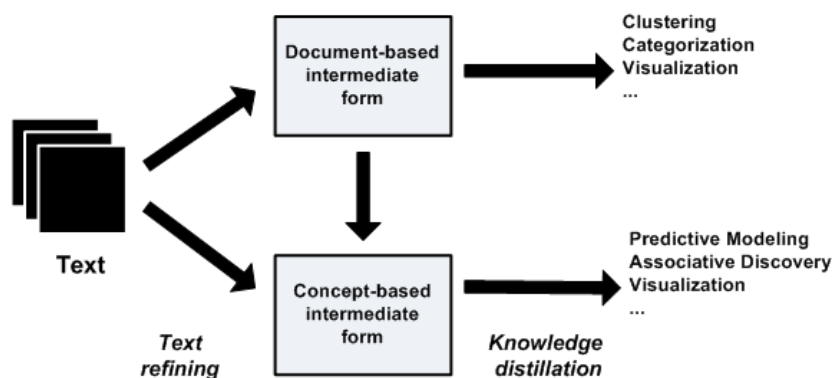 Document-based
intermediate
form
Clustering
Categorization
Visualization
...
Text
Concept-based
intermediate
form
Predictive Modeling
Associative Discovery
Visualization
...
Text
refining
Knowledge
distillation